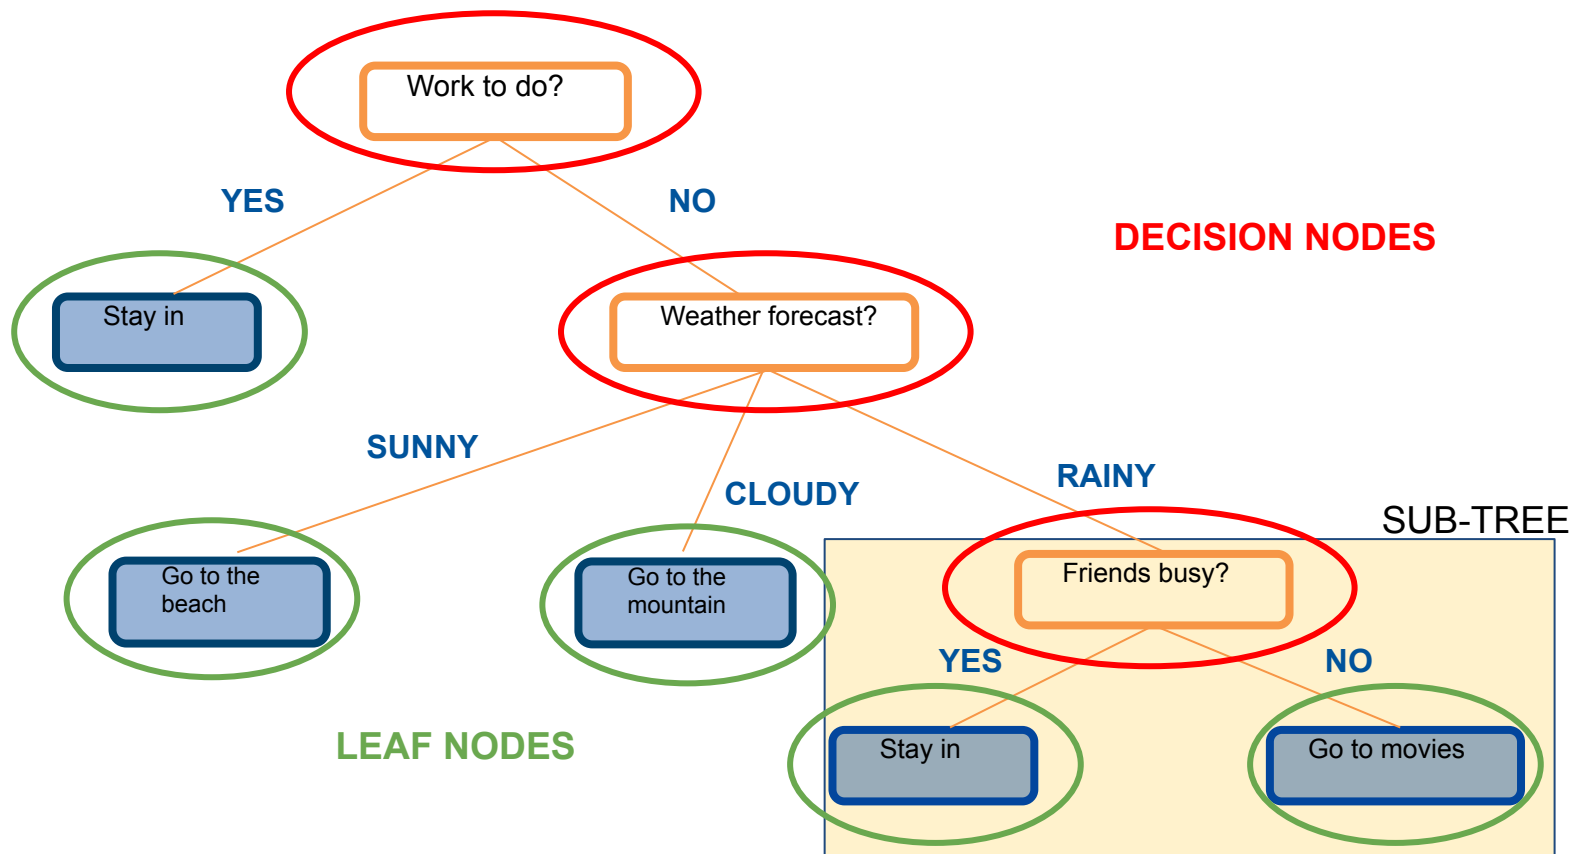 Work to do?
YES
NO
DECISION NODES
Stay in
Weather forecast?
SUNNY
CLOUDY
RAINY
SUB-TREE
Go to the
beach
Go to the
mountain
Friends busy?
YES
NO
LEAF NODES
Stay in
Go to movies